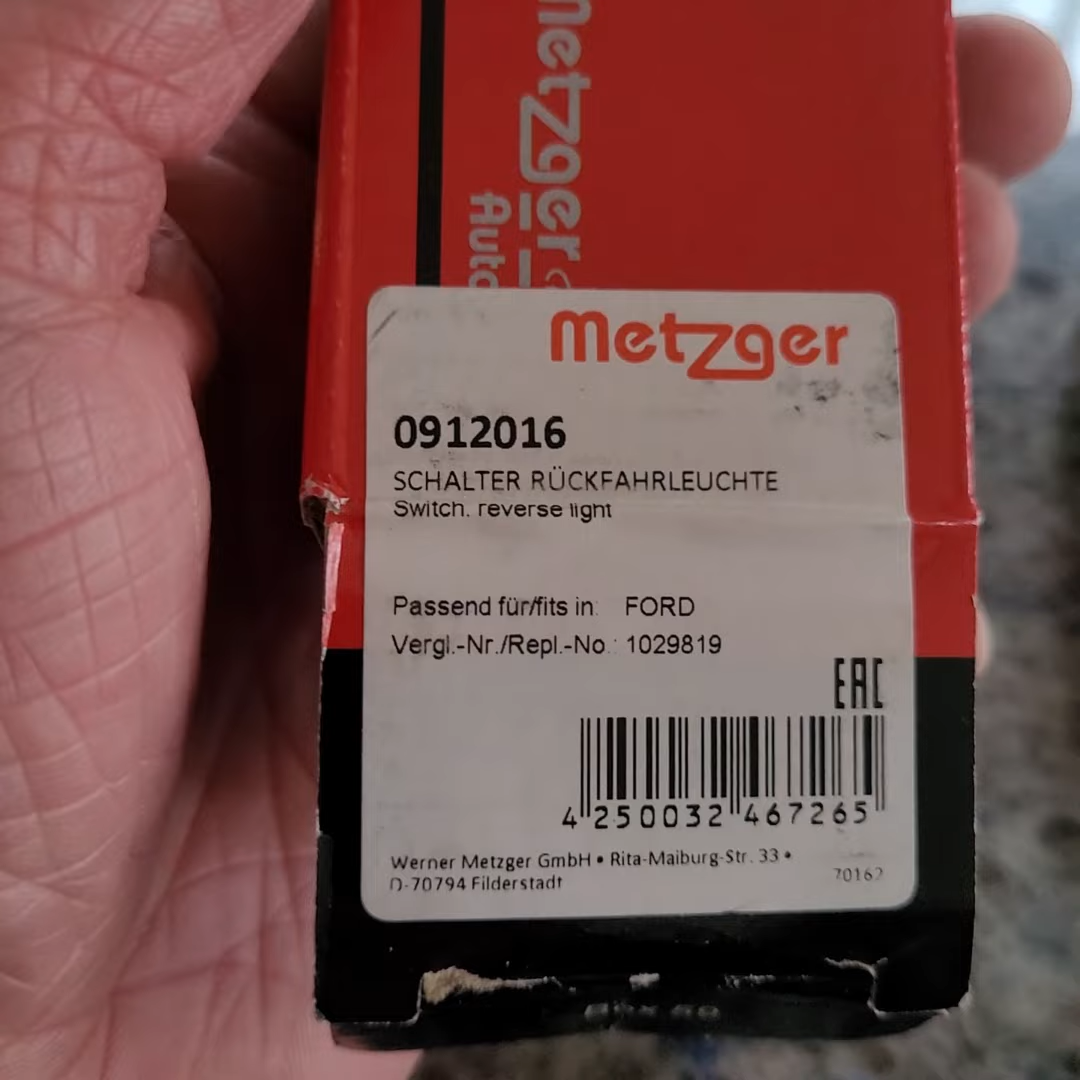 metzger
Auto
metzger
0912016
SCHALTER RÜCKFAHRLEUCHTE
Switch, reverse light
Passend für/fits in: FORD
Vergl.-Nr./Repl.-No.: 1029819
EAC
4 250032 467265
Werner Metzger GmbH • Rita-Maiburg-Str. 33 •
D-70794 Filderstadt
70162